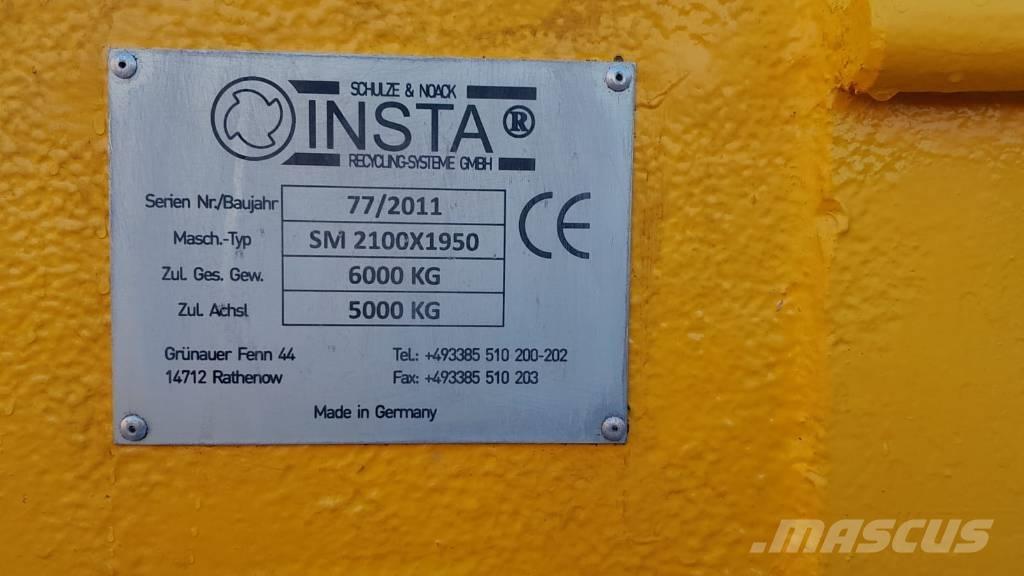 SCHULZE & NOACK
INSTA ®
RECYCLING-SYSTEME GMBH
Serien Nr./Baujahr 77/2011
Masch.-Typ SM 2100X1950
Zul. Ges. Gew. 6000 KG
Zul. Achsl 5000 KG
CE
Grünauer Fenn 44 Tel.: +493385 510 200-202
14712 Rathenow Fax: +493385 510 203
Made in Germany
.MASCUS